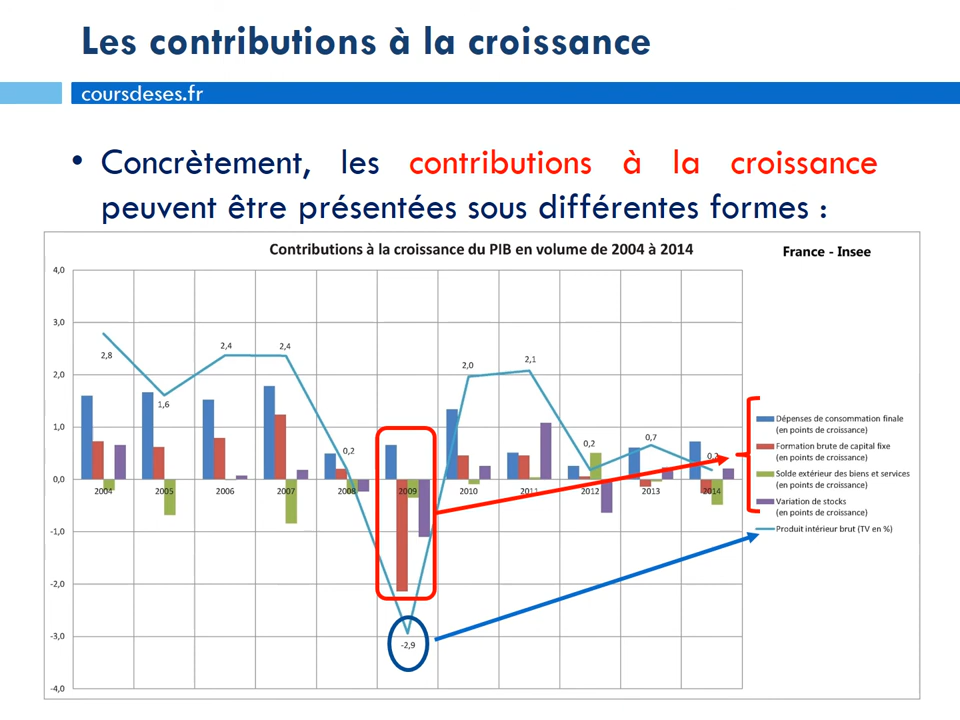 Les contributions à la croissance
coursdeses.fr
• Concrètement, les contributions à la croissance
peuvent être présentées sous différentes formes :
Contributions à la croissance du PIB en volume de 2004 à 2014
France - Insee
4,0
3,0
2,0
1,0
0,0
-1,0
-2,0
-3,0
-4,0
2,8
1,6
2,4
2,4
0,2
-2,9
2,0
2,1
0,2
0,7
0,2
2004
2005
2006
2007
2008
2009
2010
2011
2012
2013
2014
Dépenses de consommation finale
(en points de croissance)
Formation brute de capital fixe
(en points de croissance)
Solde extérieur des biens et services
(en points de croissance)
Variation de stocks
(en points de croissance)
Produit intérieur brut (TV en %)